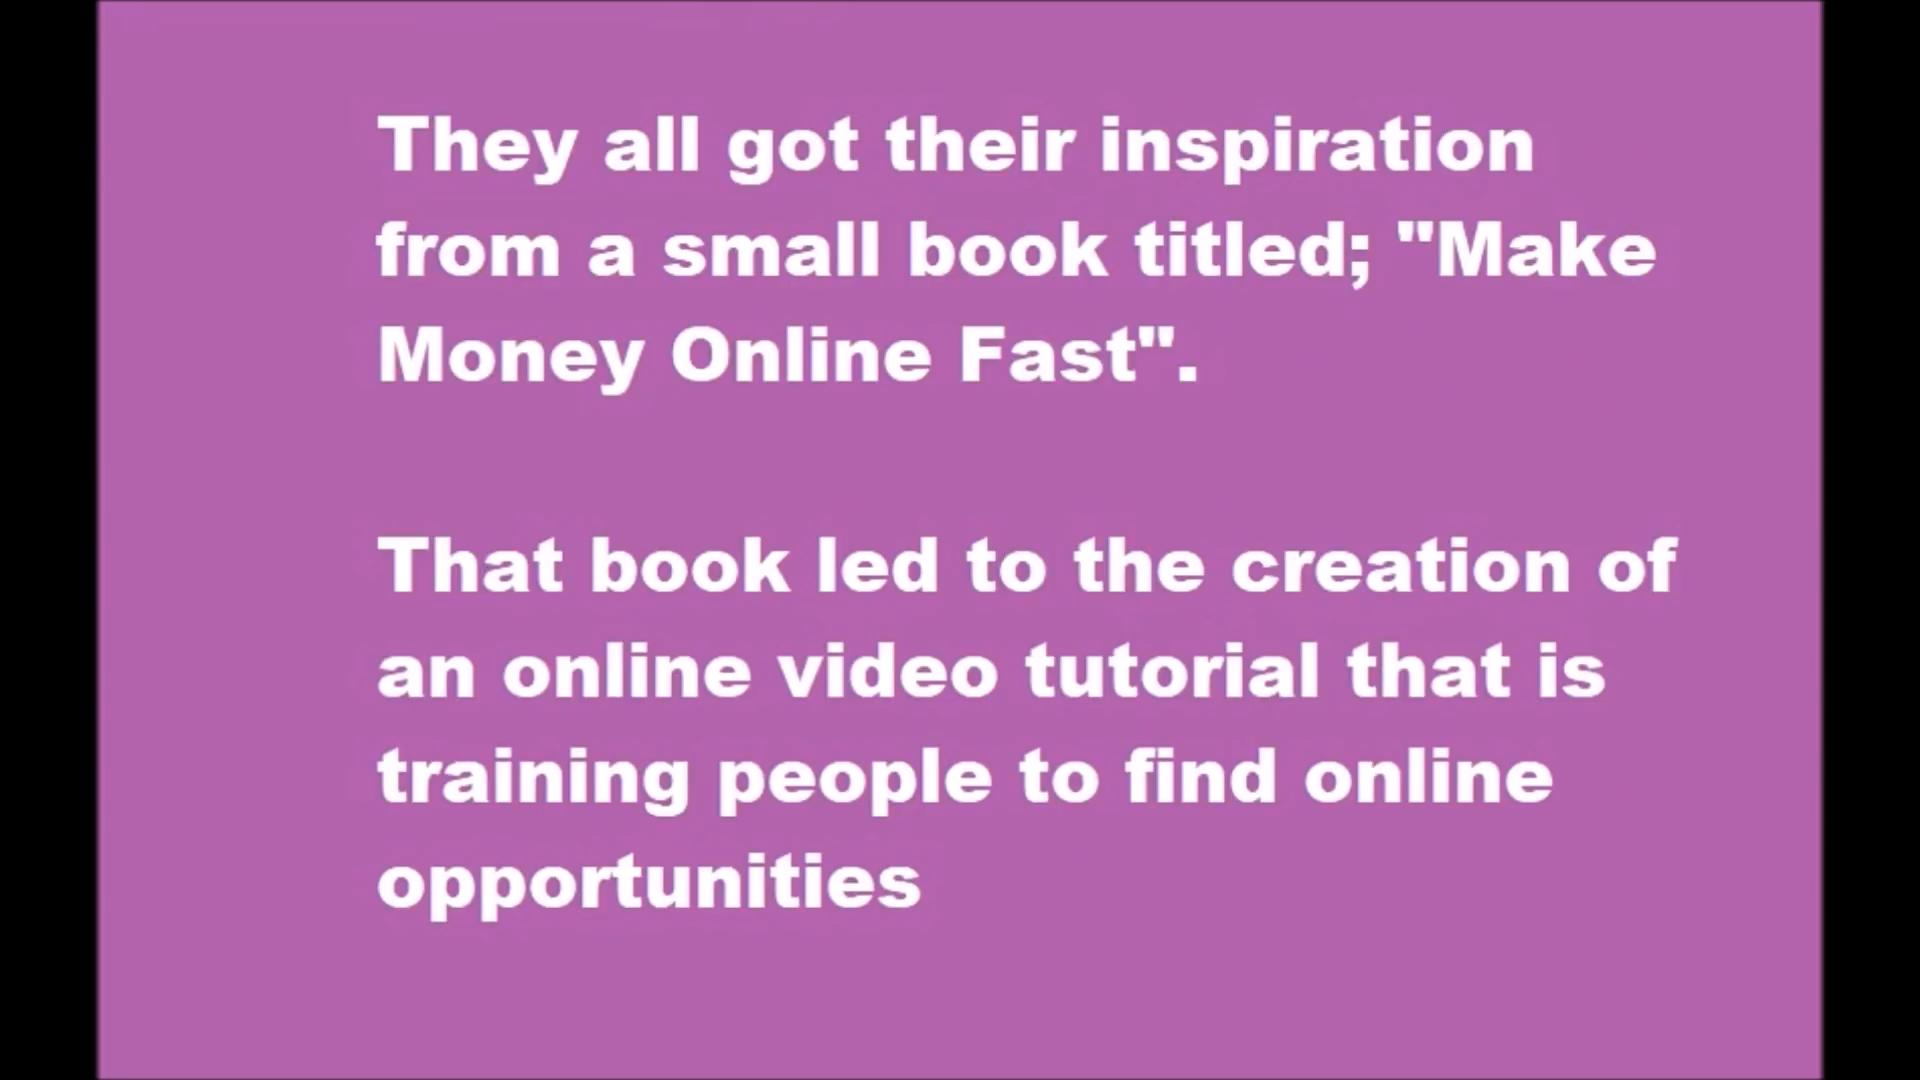 They all got their inspiration
from a small book titled; "Make
Money Online Fast".
That book led to the creation of
an online video tutorial that is
training people to find online
opportunities